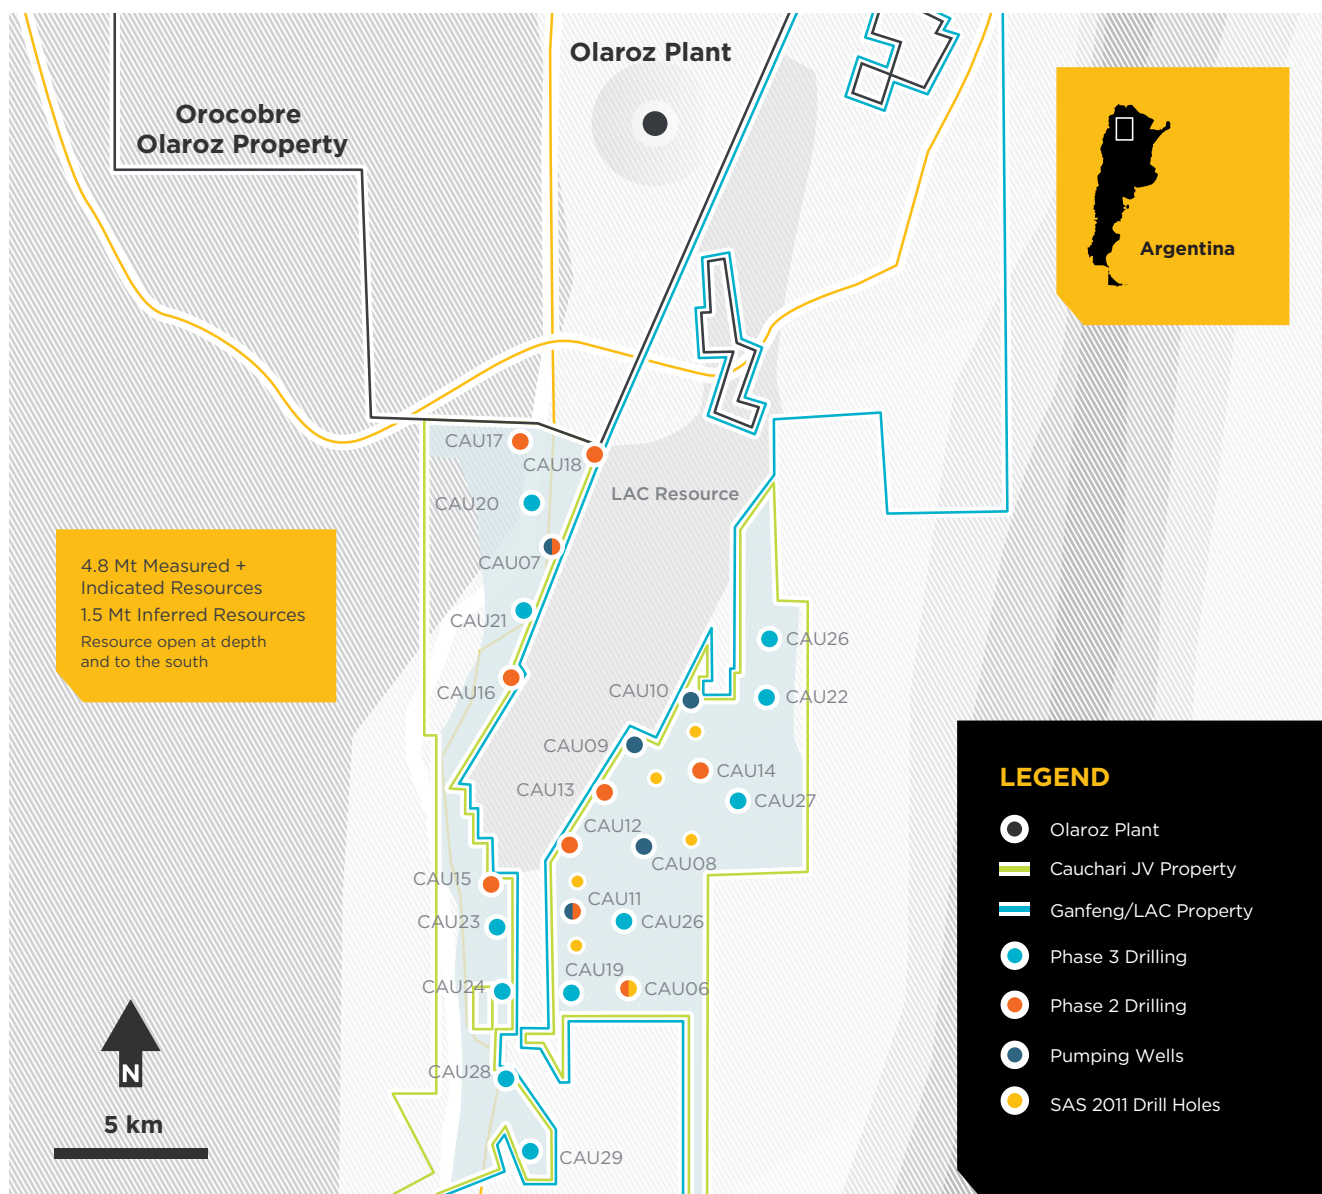 Olaroz Plant
Orocobre
Olaroz Property
Argentina
CAU17
CAU18
LAC Resource
CAU20
CAU07
4.8 Mt Measured +
Indicated Resources
1.5 Mt Inferred Resources
Resource open at depth
and to the south
CAU21
CAU26
CAU16
CAU10
CAU22
CAU09
CAU14
CAU13
CAU27
CAU12
CAU08
CAU15
CAU11
CAU23
CAU26
CAU19
CAU24
CAU06
CAU28
CAU29
N
5 km
LEGEND
Olaroz Plant
Cauchari JV Property
Ganfeng/LAC Property
Phase 3 Drilling
Phase 2 Drilling
Pumping Wells
SAS 2011 Drill Holes